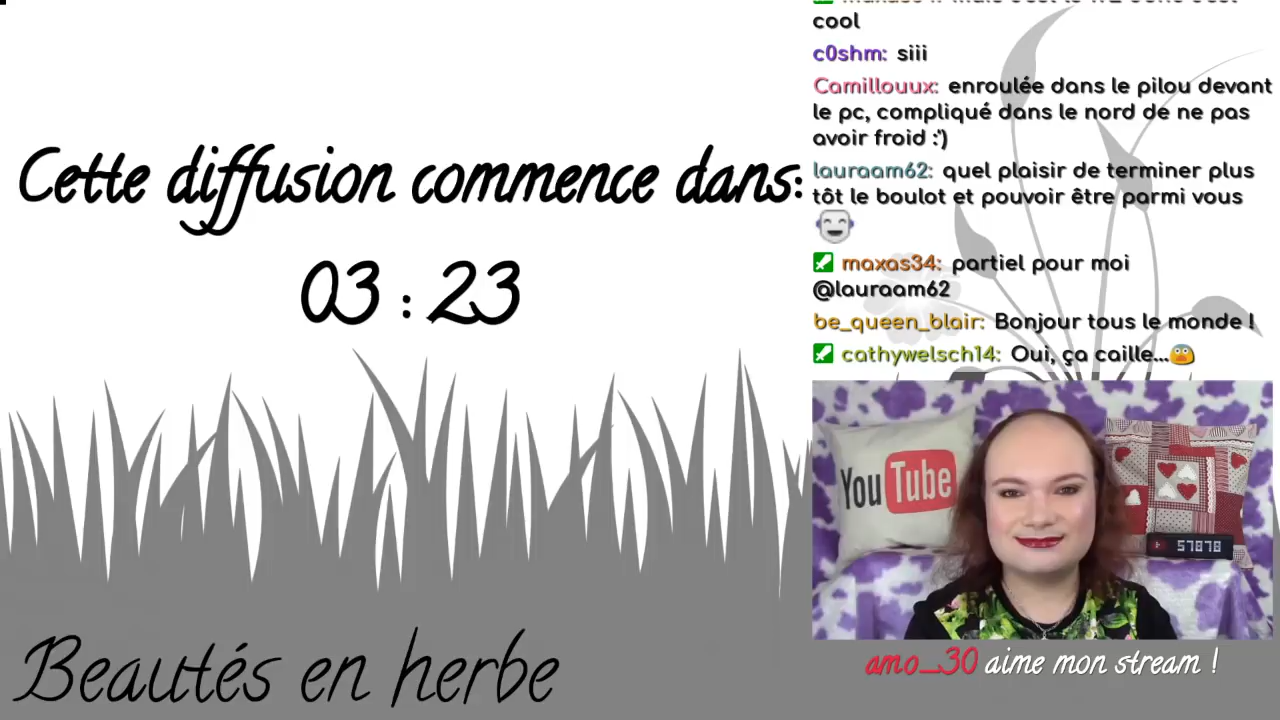 Cette diffusion commence dans:
03 : 23
Beautés en herbe
cool
c0shm: siii
Camillouux: enroulée dans le pilou devant
le pc, compliqué dans le nord de ne pas
avoir froid :')
lauraam62: quel plaisir de terminer plus
tôt le boulot et pouvoir être parmi vous
maxas34: partiel pour moi
@lauraam62
be_queen_blair: Bonjour tous le monde !
cathywelsch14: Oui, ça caille...
You Tube
57878
amo_30 aime mon stream !